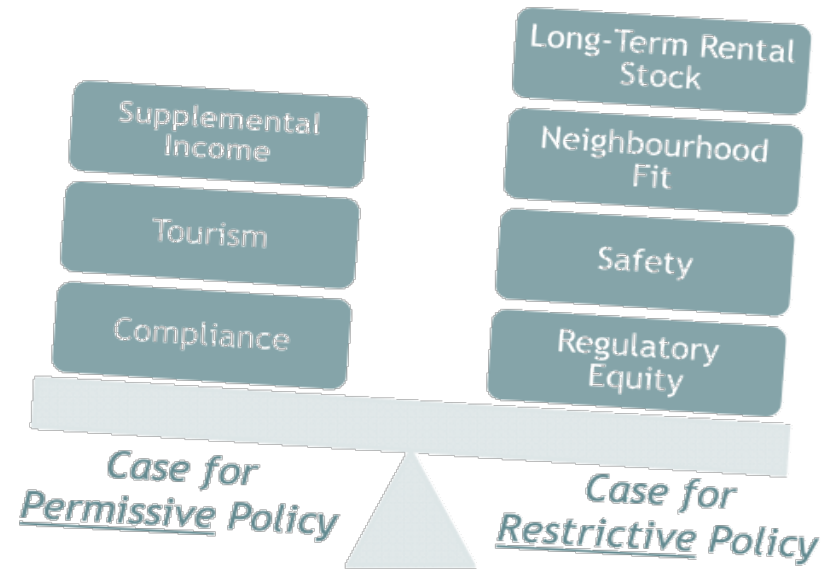 Supplemental
Income
Tourism
Compliance
Case for
Permissive Policy
Long-Term Rental
Stock
Neighbourhood
Fit
Safety
Regulatory
Equity
Case for
Restrictive Policy